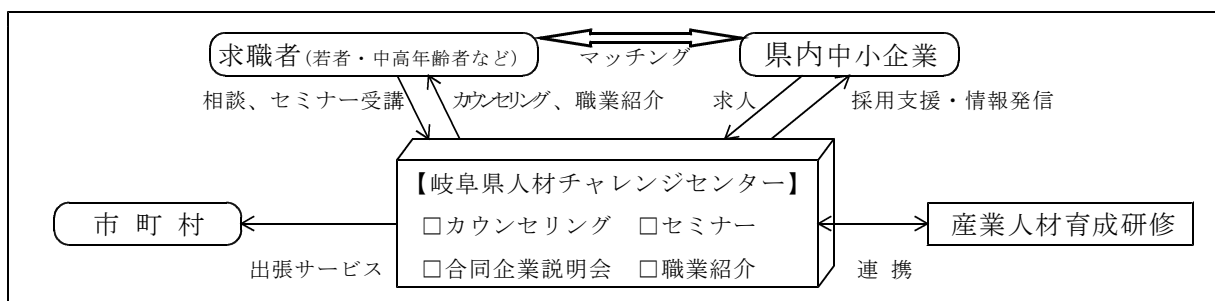 求職者(若者・中高年齢者など)
マッチング
県内中小企業
相談、セミナー受講
カウンセリング、職業紹介
求人
採用支援・情報発信
【岐阜県人材チャレンジセンター】
□カウンセリング □セミナー
□合同企業説明会 □職業紹介
市町村
出張サービス
産業人材育成研修
連携